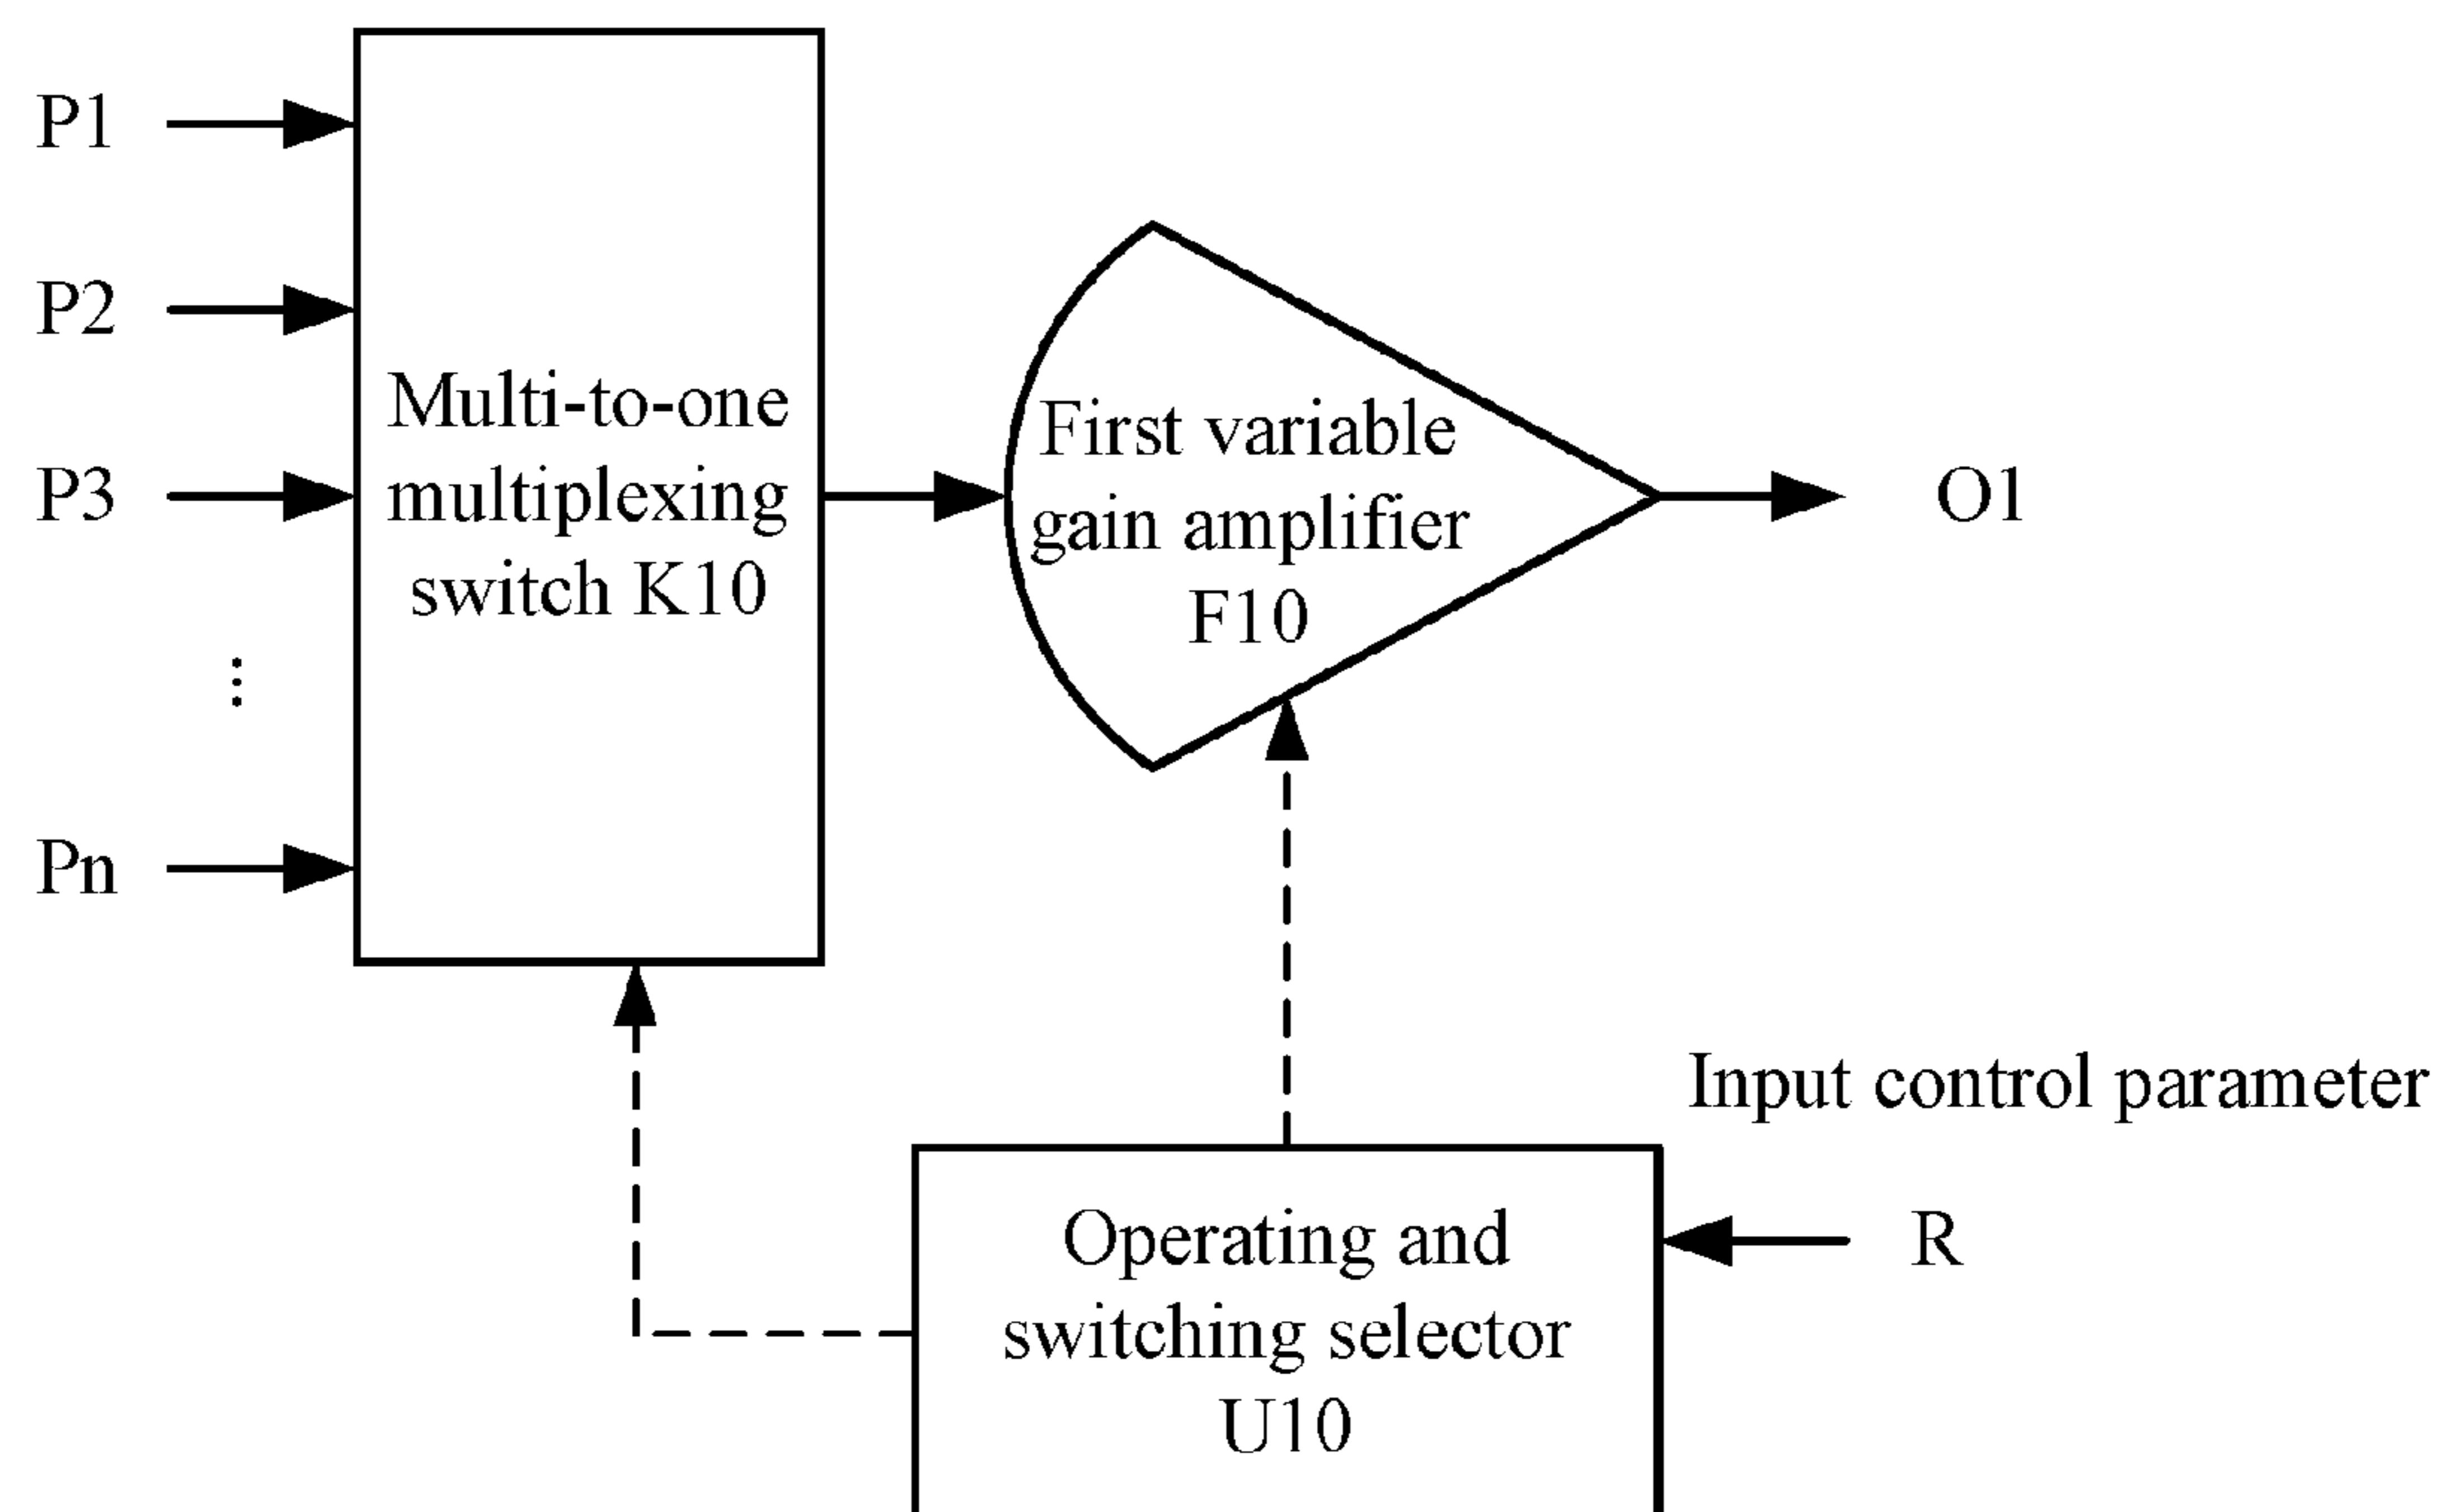 P1
P2
P3
⋮
Pn
Multi-to-one
multiplexing
switch K10
First variable
gain amplifier
F10
O1
Input control parameter
R
Operating and
switching selector
U10